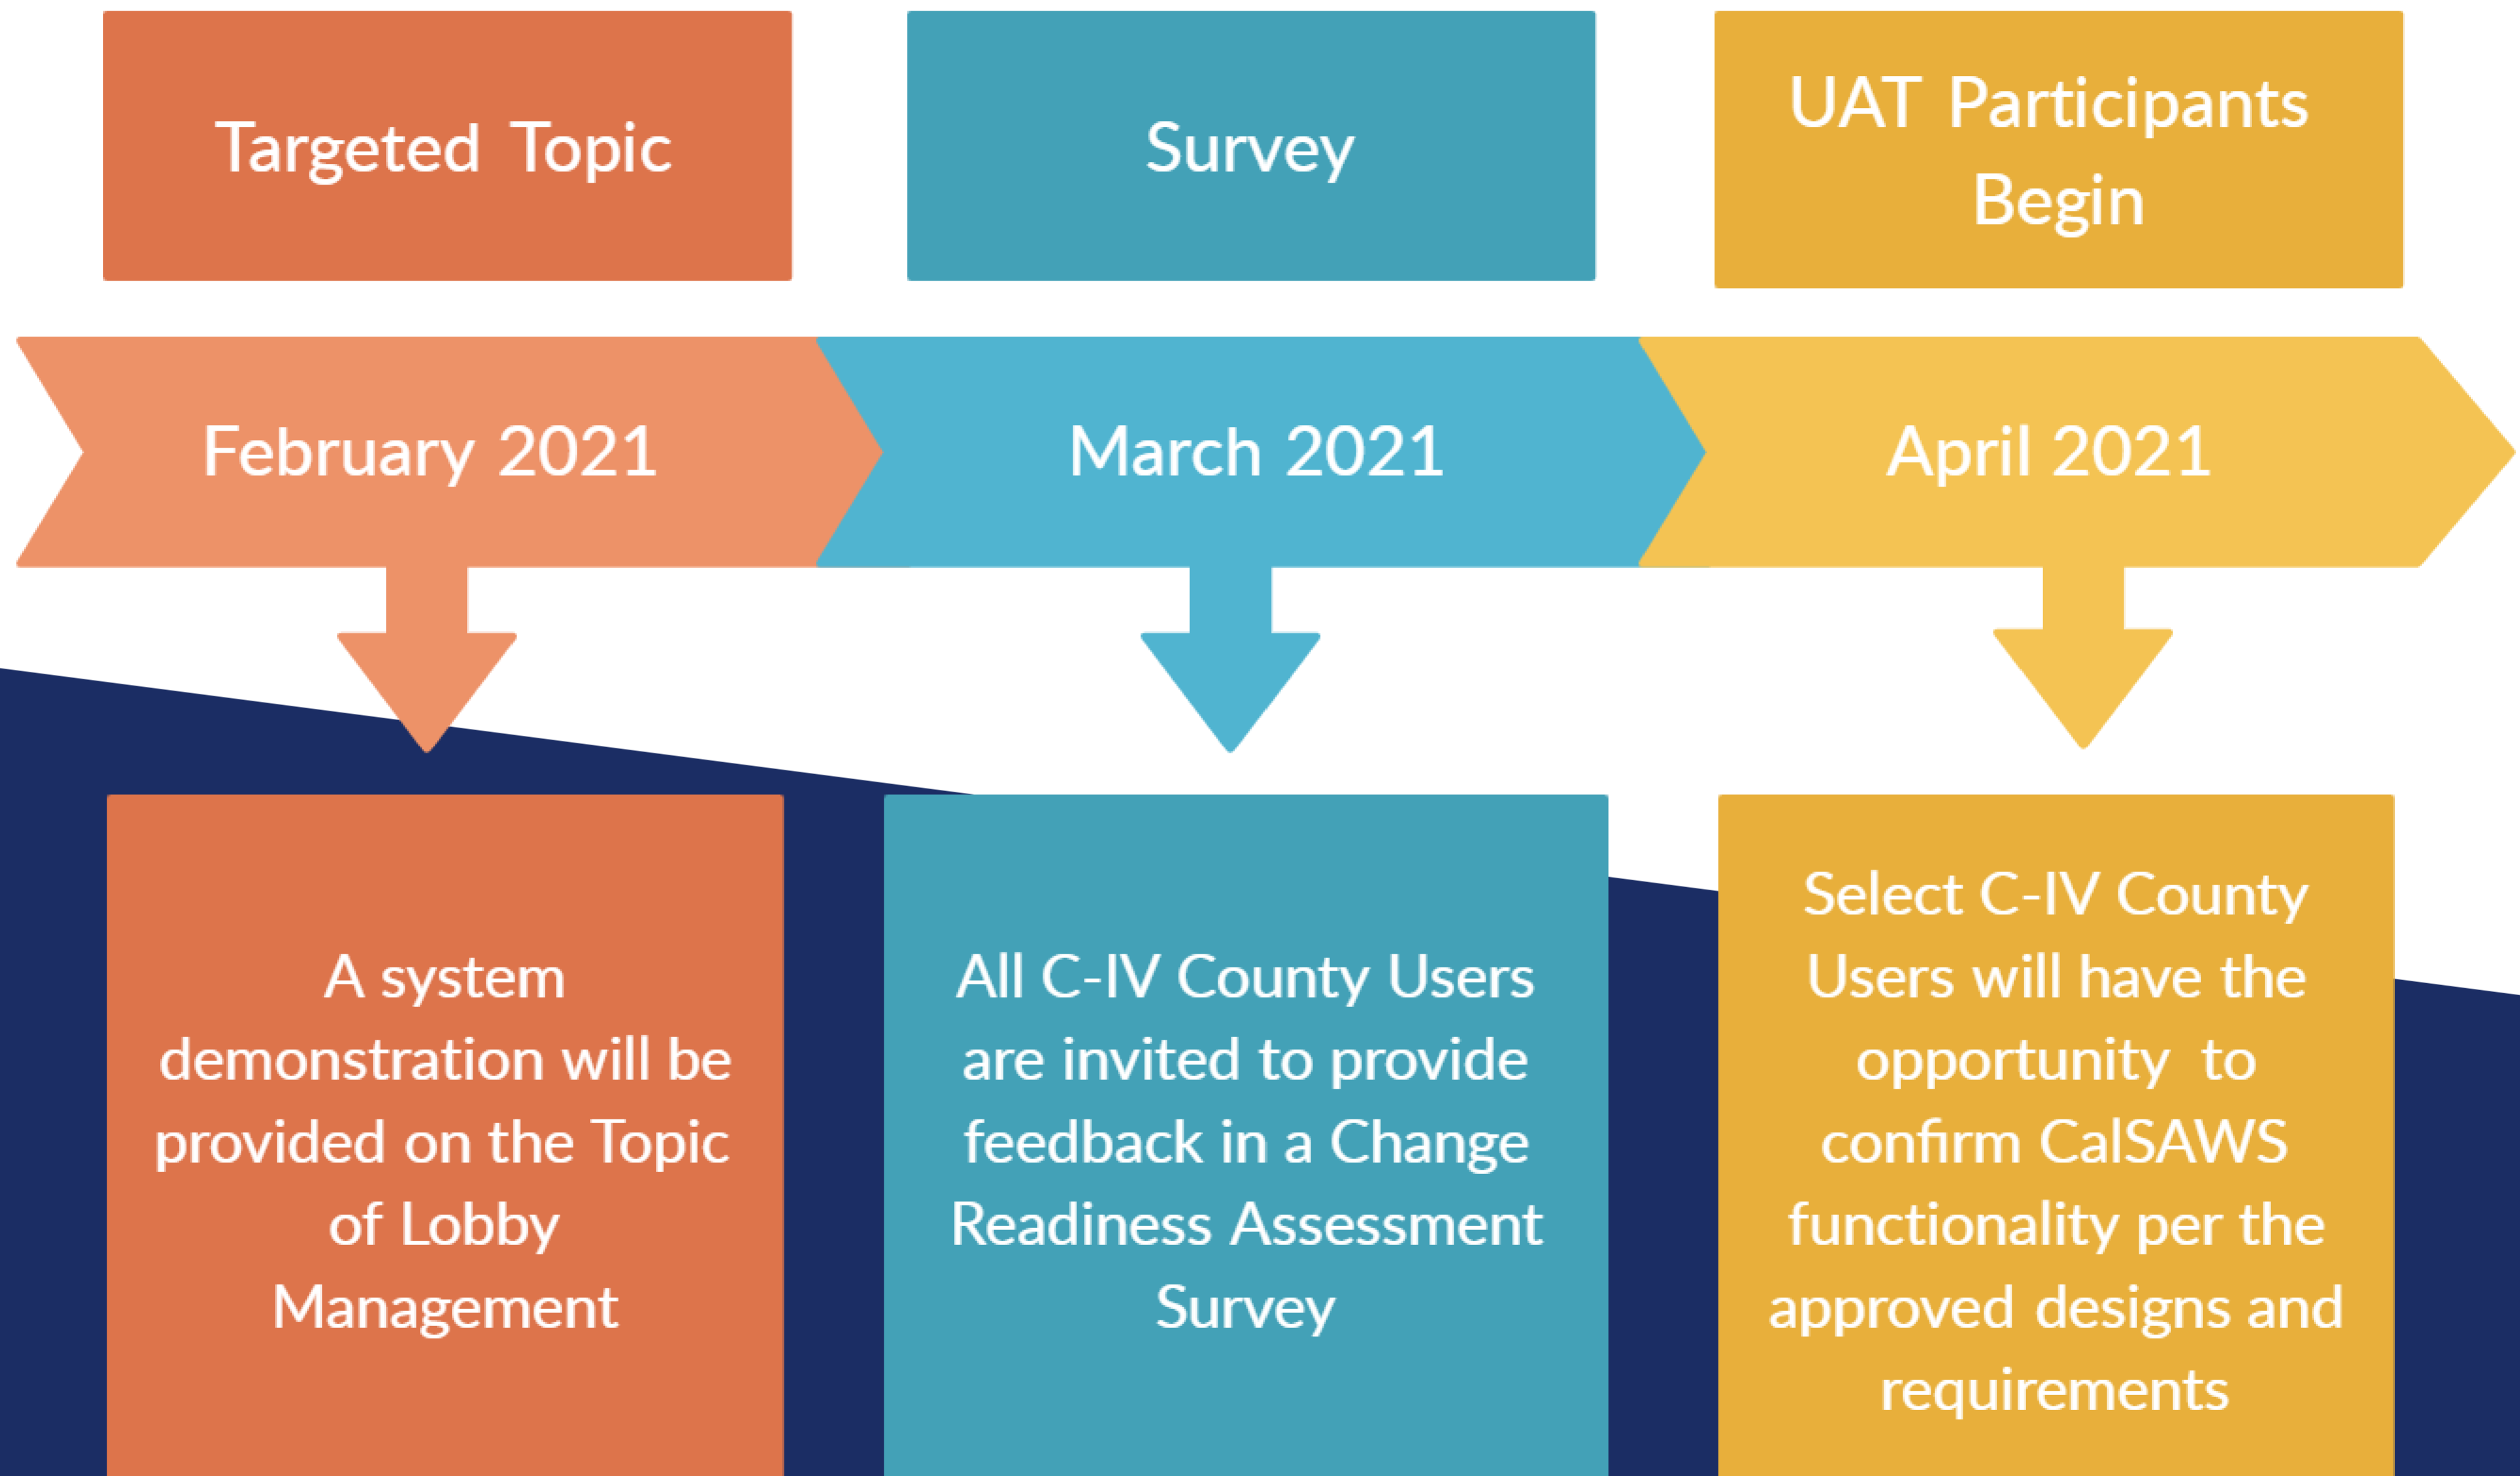 Targeted Topic
Survey
UAT Participants
Begin
February 2021
March 2021
April 2021
A system
demonstration will be
provided on the Topic
of Lobby
Management
All C-IV County Users
are invited to provide
feedback in a Change
Readiness Assessment
Survey
Select C-IV County
Users will have the
opportunity to
confirm CalSAWS
functionality per the
approved designs and
requirements